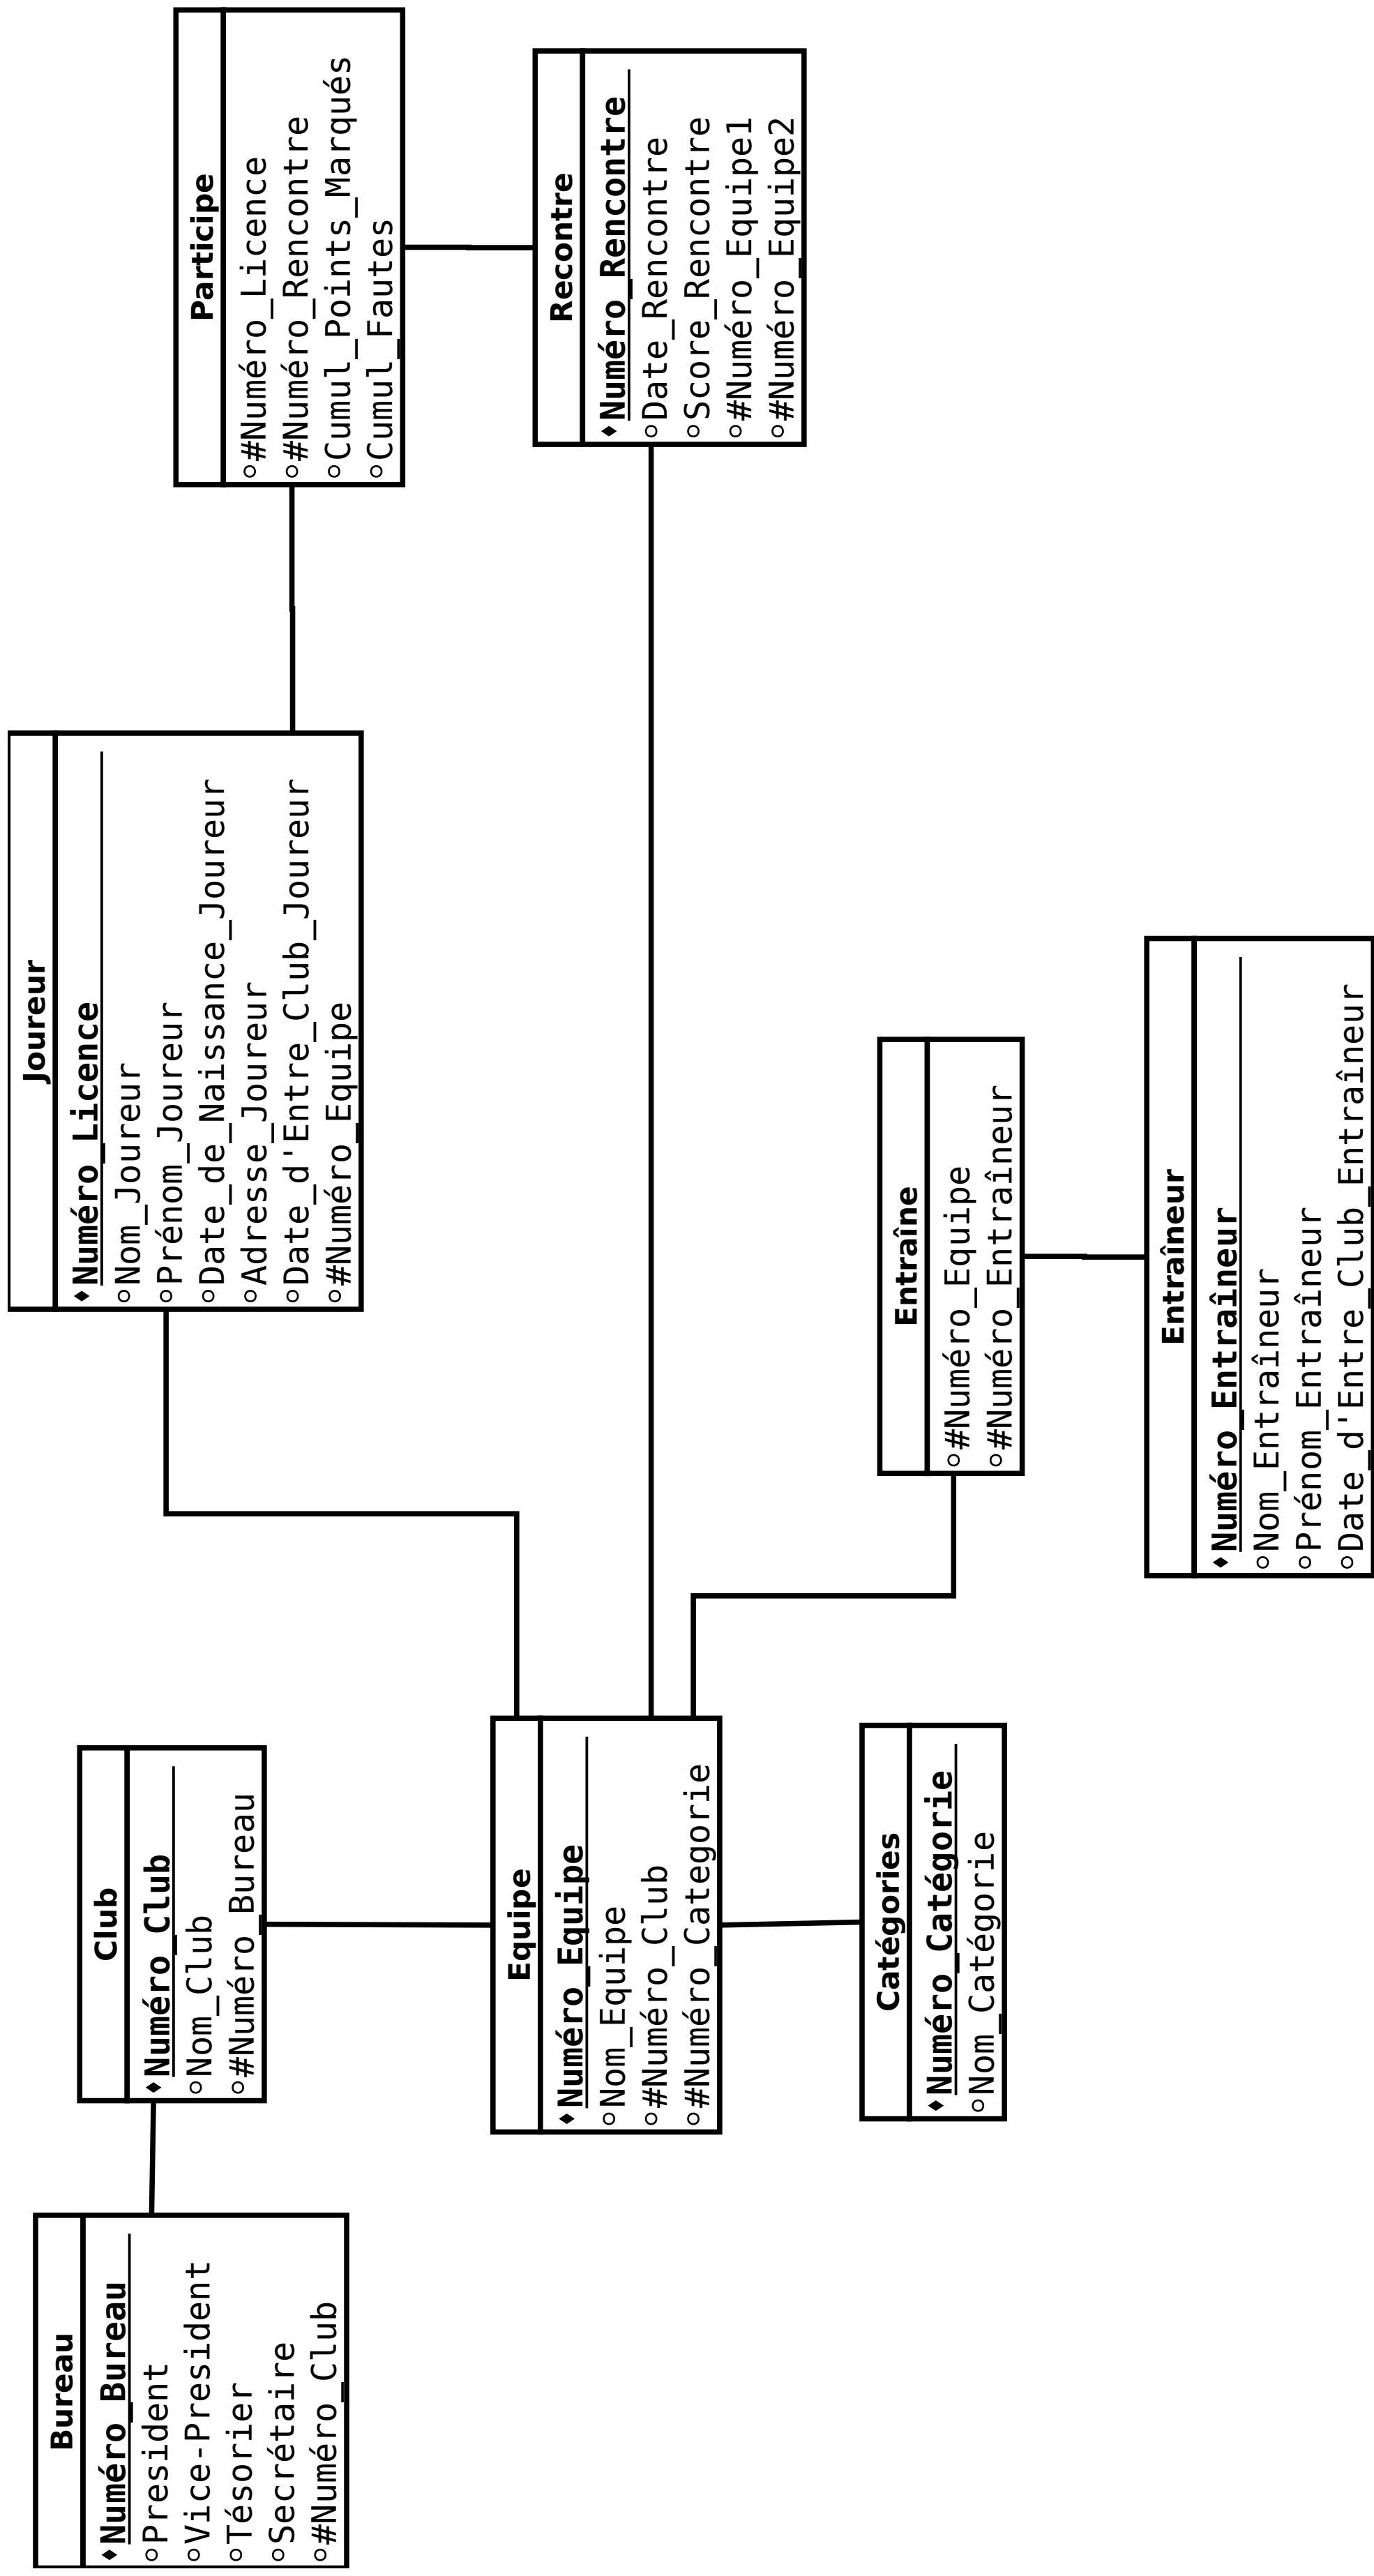 Bureau
Numéro_Bureau
President
Vice-President
Tésorier
Secrétaire
#Numéro_Club
Club
Numéro_Club
Nom_Club
#Numéro_Bureau
Joureur
Numéro_Licence
Nom_Joureur
Prénom_Joureur
Date_de_Naissance_Joureur
Adresse_Joureur
Date_d'Entre_Club_Joureur
#Numéro_Equipe
Participe
#Numéro_Licence
#Numéro_Rencontre
Cumul_Points_Marqués
Cumul_Fautes
Equipe
Numéro_Equipe
Nom_Equipe
#Numéro_Club
#Numéro_Categorie
Recontre
Numéro_Rencontre
Date_Rencontre
Score_Rencontre
#Numéro_Equipe1
#Numéro_Equipe2
Catégories
Numéro_Catégorie
Nom_Catégorie
Entraîne
#Numéro_Equipe
#Numéro_Entraîneur
Entraîneur
Numéro_Entraîneur
Nom_Entraîneur
Prénom_Entraîneur
Date_d'Entre_Club_Entraîneur